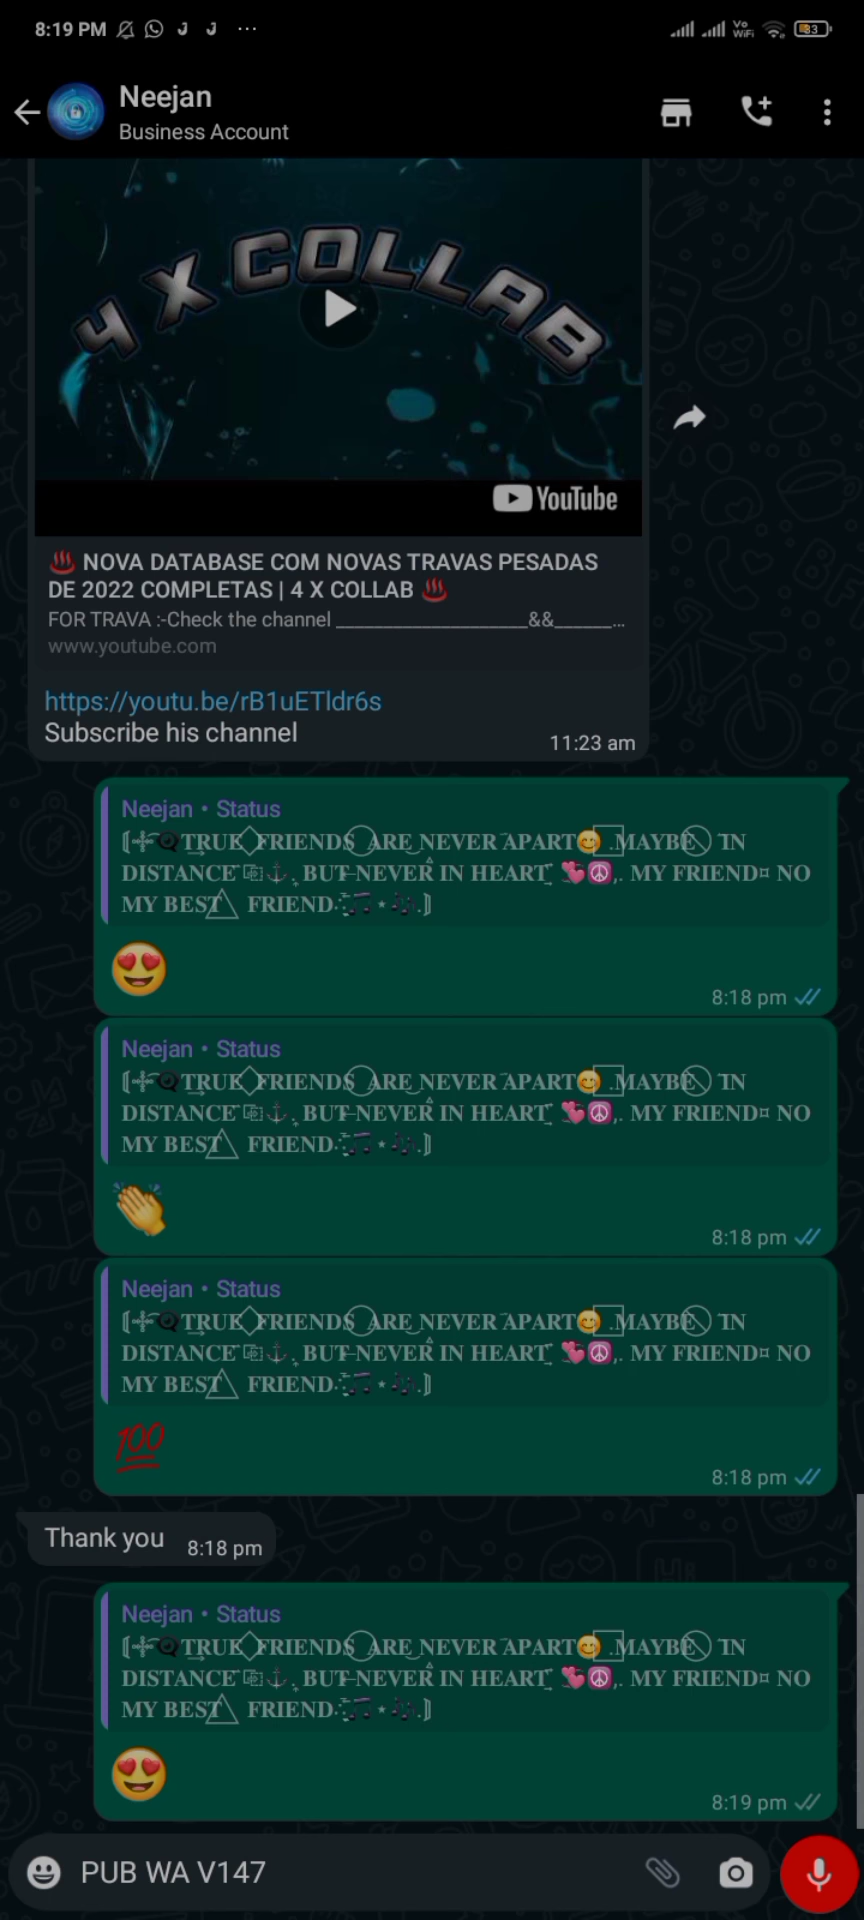 8:19 PM
Vo
WiFi
33
Neejan
Business Account
4 X COLLAB
YouTube
♨ NOVA DATABASE COM NOVAS TRAVAS PESADAS
DE 2022 COMPLETAS | 4 X COLLAB ♨
FOR TRAVA :-Check the channel ____________________&&______...
www.youtube.com
https://youtu.be/rB1uETldr6s
Subscribe his channel
11:23 am
Neejan • Status
TRUE FRIENDS ARE NEVER APART😊 .MAYBE IN
DISTANCE ⚓ BUT NEVER IN HEART 💕☮,. MY FRIEND¤ NO
MY BEST FRIEND 🎵⋆🎶.⟧
😍
8:18 pm
Neejan • Status
TRUE FRIENDS ARE NEVER APART😊 .MAYBE IN
DISTANCE ⚓ BUT NEVER IN HEART 💕☮,. MY FRIEND¤ NO
MY BEST FRIEND 🎵⋆🎶.⟧
👏
8:18 pm
Neejan • Status
TRUE FRIENDS ARE NEVER APART😊 .MAYBE IN
DISTANCE ⚓ BUT NEVER IN HEART 💕☮,. MY FRIEND¤ NO
MY BEST FRIEND 🎵⋆🎶.⟧
💯
8:18 pm
Thank you 8:18 pm
Neejan • Status
TRUE FRIENDS ARE NEVER APART😊 .MAYBE IN
DISTANCE ⚓ BUT NEVER IN HEART 💕☮,. MY FRIEND¤ NO
MY BEST FRIEND 🎵⋆🎶.⟧
😍
8:19 pm
PUB WA V147